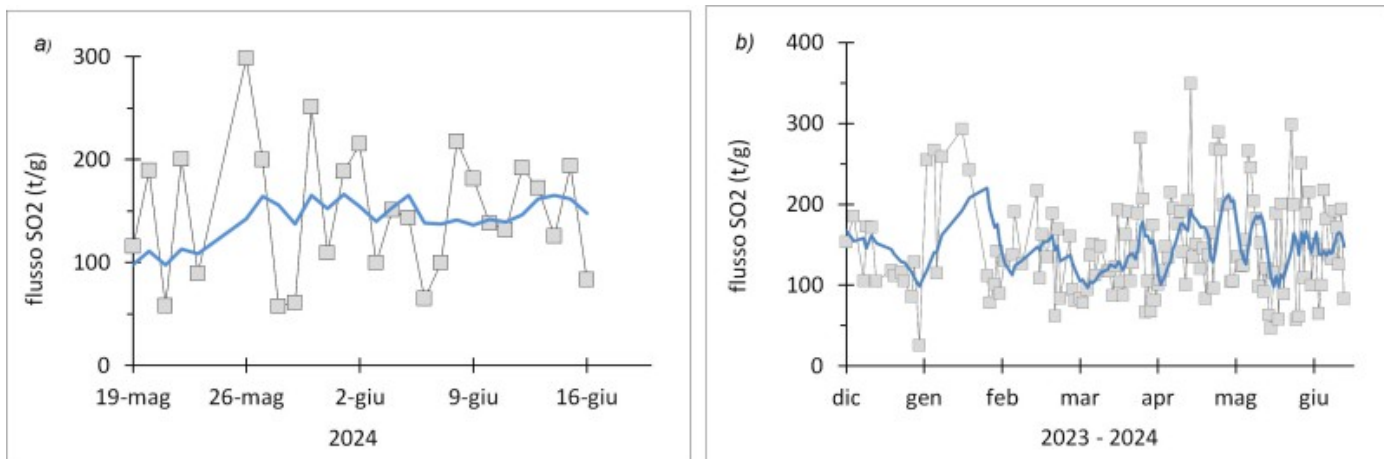 a)
flusso SO2 (t/g)
300
200
100
0
19-mag 26-mag 2-giu 9-giu 16-giu
2024
b)
flusso SO2 (t/g)
400
300
200
100
0
dic gen feb mar apr mag giu
2023 - 2024